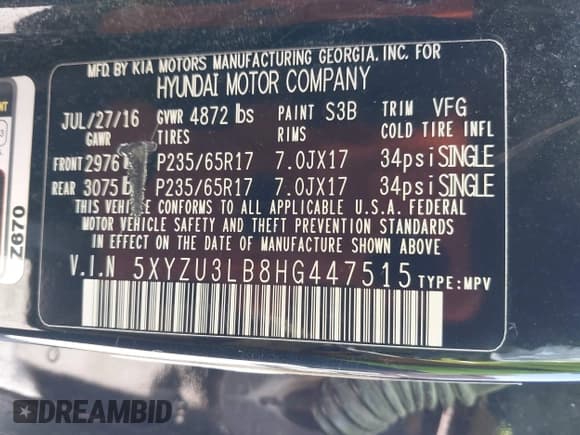 MFD. BY KIA MOTORS MANUFACTURING GEORGIA, INC. FOR
HYUNDAI MOTOR COMPANY
JUL/27/16 GVWR 4872 lbs PAINT S3B TRIM VFG
GAWR TIRES RIMS COLD TIRE INFL
FRONT 2976 P235/65R17 7.0JX17 34psi SINGLE
REAR 3075 P235/65R17 7.0JX17 34psi SINGLE
THIS VEHICLE CONFORMS TO ALL APPLICABLE U.S.A. FEDERAL
MOTOR VEHICLE SAFETY BUMPER, AND THEFT PREVENTION STANDARDS
IN EFFECT ON THE DATE OF MANUFACTURE SHOWN ABOVE.
V.I.N 5XYZU3LB8HG447515 TYPE:MPV
Z670
DREAMBID